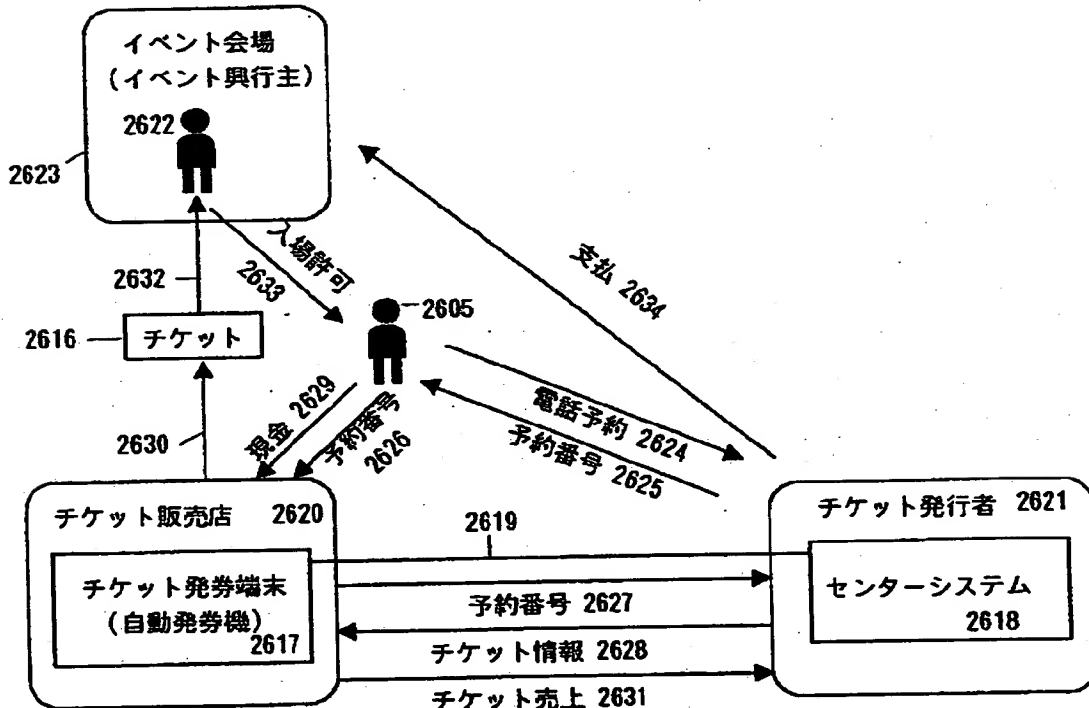 イベント会場
(イベント興行主)
2622
2623
入場許可
2633
支払 2634
2632
2605
2616
チケット
電話予約 2624
予約番号 2625
現金 2629
予約番号
2626
2630
チケット販売店 2620
2619
チケット発行者 2621
チケット発券端末
(自動発券機)
2617
センターシステム
2618
予約番号 2627
チケット情報 2628
チケット売上 2631